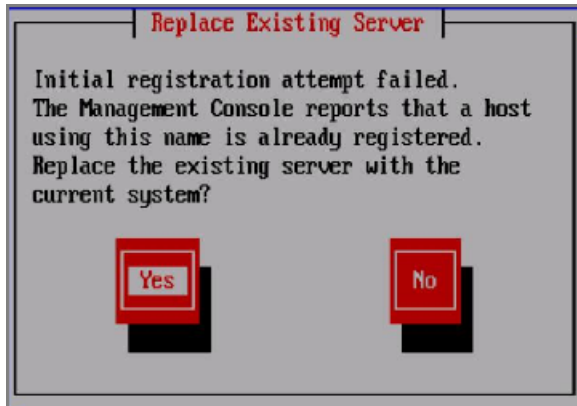 Replace Existing Server
Initial registration attempt failed.
The Management Console reports that a host
using this name is already registered.
Replace the existing server with the
current system?
Yes
No